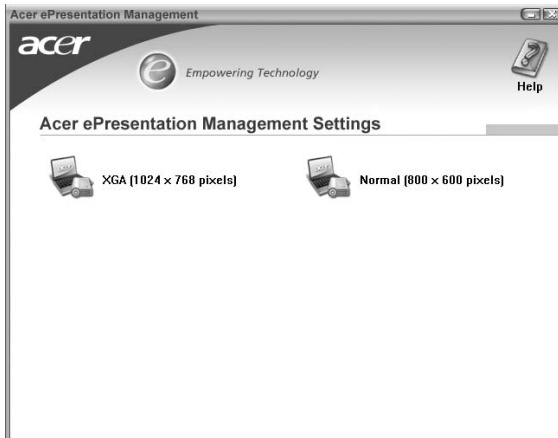 Acer ePresentation Management
acer
e Empowering Technology
Help
Acer ePresentation Management Settings
XGA (1024 x 768 pixels)
Normal (800 x 600 pixels)